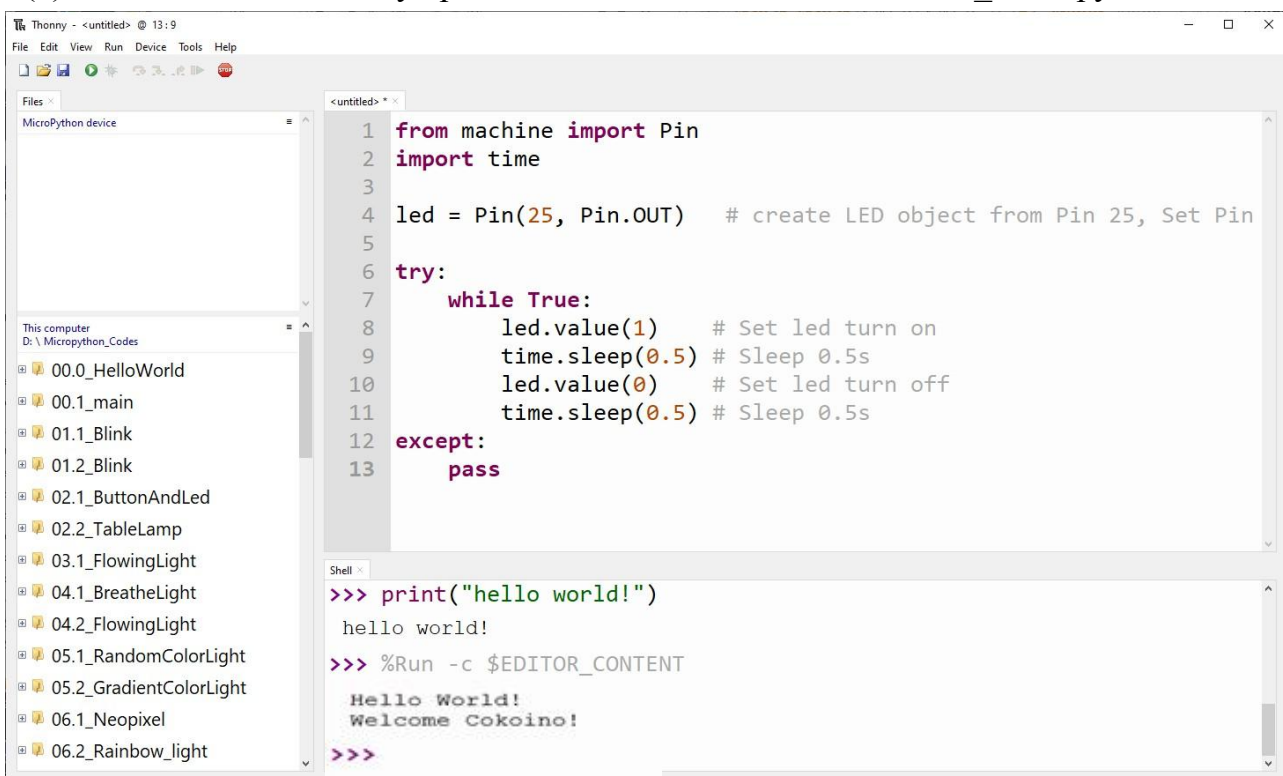 Thonny - <untitled> @ 13:9
File Edit View Run Device Tools Help
STOP
Files
MicroPython device
This computer
D: \ Micropython_Codes
00.0_HelloWorld
00.1_main
01.1_Blink
01.2_Blink
02.1_ButtonAndLed
02.2_TableLamp
03.1_FlowingLight
04.1_BreatheLight
04.2_FlowingLight
05.1_RandomColorLight
05.2_GradientColorLight
06.1_Neopixel
06.2_Rainbow_light
<untitled> *
1 from machine import Pin
2 import time
3
4 led = Pin(25, Pin.OUT)   # create LED object from Pin 25, Set Pin
5
6 try:
7     while True:
8         led.value(1)    # Set led turn on
9         time.sleep(0.5) # Sleep 0.5s
10         led.value(0)    # Set led turn off
11         time.sleep(0.5) # Sleep 0.5s
12 except:
13     pass
Shell
>>> print("hello world!")
hello world!
>>> %Run -c $EDITOR_CONTENT
Hello World!
Welcome Cokoino!
>>>